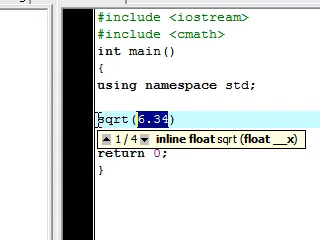 #include <iostream>
#include <cmath>
int main()
{
using namespace std;
sqrt(6.34)
1 / 4 inline float sqrt (float __x)
return 0;
}